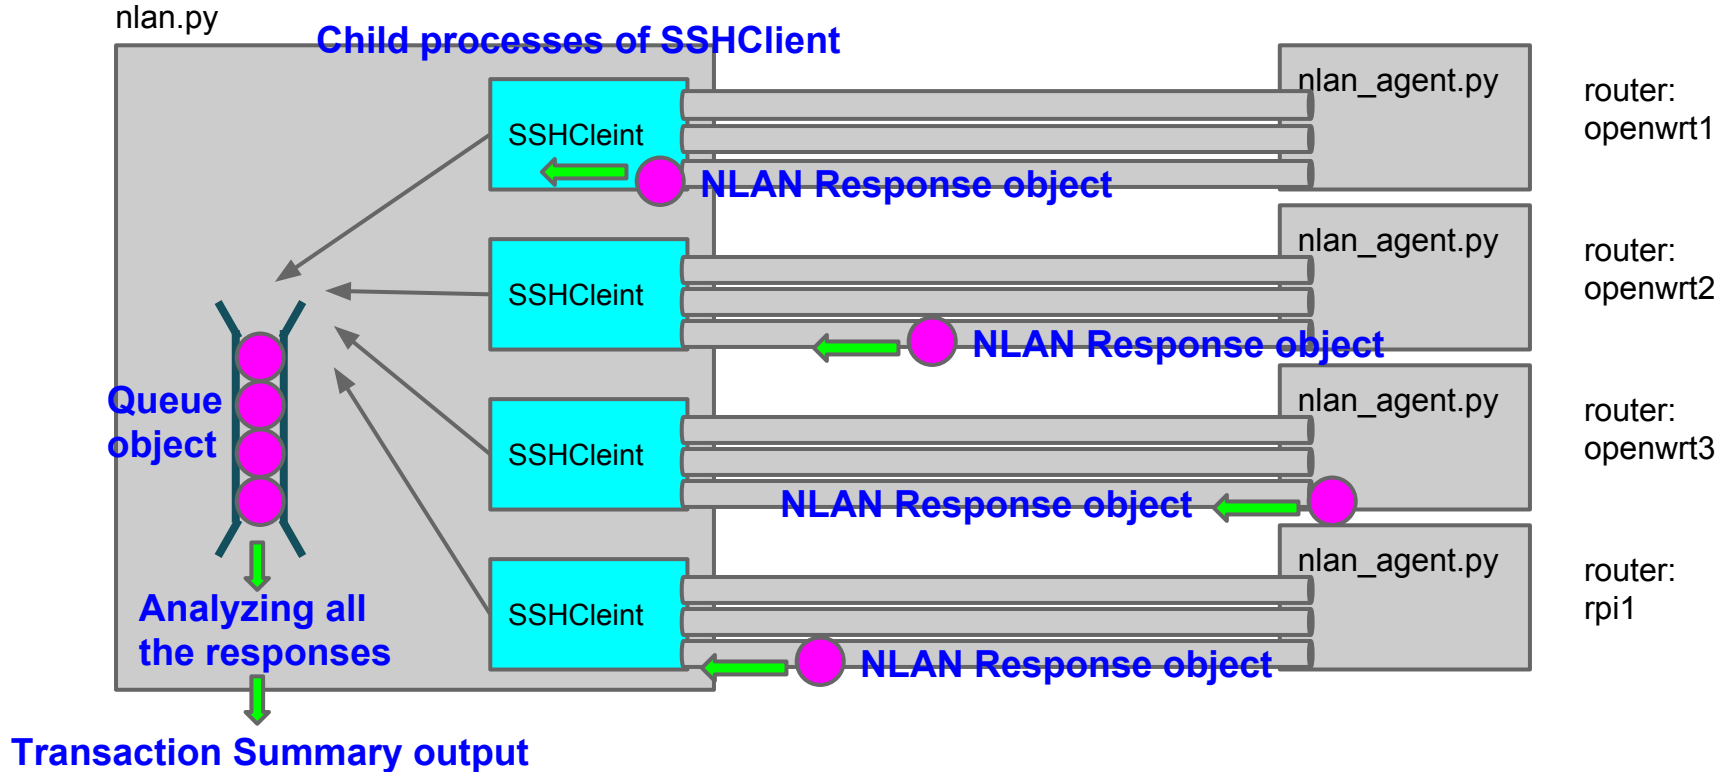 nlan.py
Child processes of SSHClient
SSHCleint
nlan_agent.py
router:
openwrt1
NLAN Response object
SSHCleint
nlan_agent.py
router:
openwrt2
NLAN Response object
Queue
object
SSHCleint
nlan_agent.py
router:
openwrt3
NLAN Response object
SSHCleint
nlan_agent.py
router:
rpi1
NLAN Response object
Analyzing all
the responses
Transaction Summary output